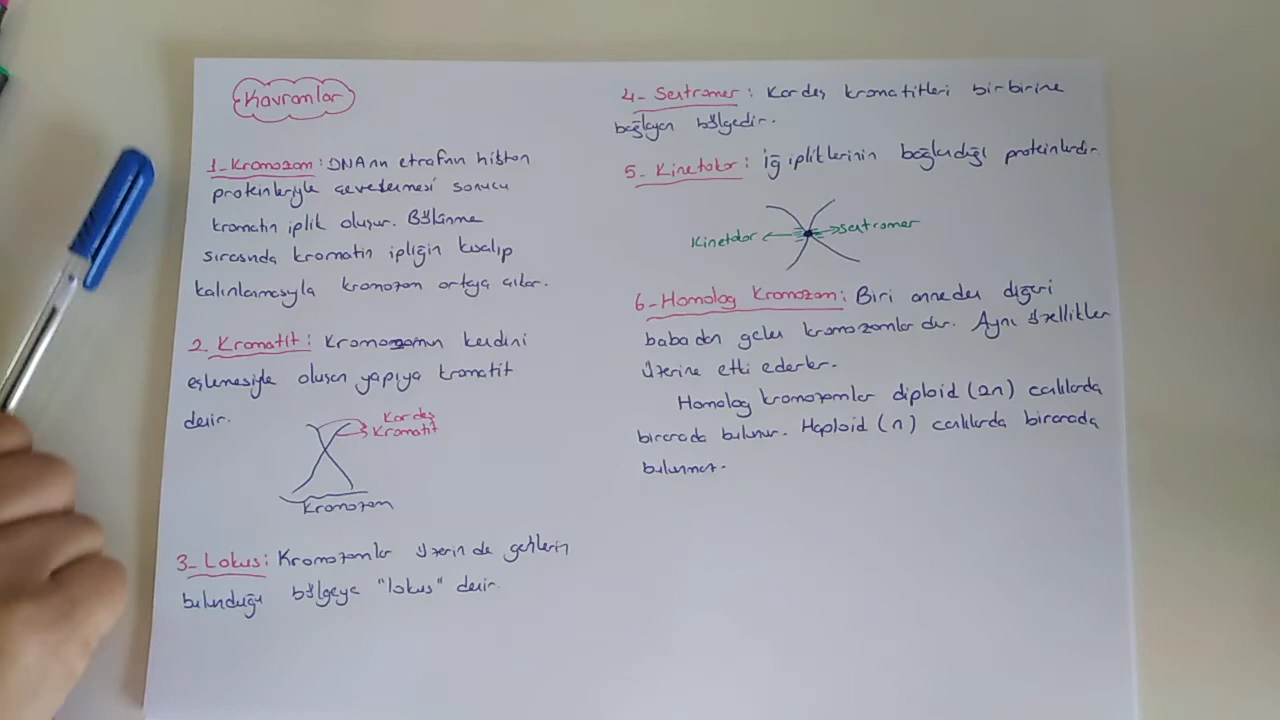 Kavramlar
1- Kromozom: DNAnın etrafının histon
proteinleriyle çevrelenmesi sonucu
kromatin iplik oluşur. Bölünme
sırasında kromatin ipliğin kısalıp
kalınlaşmasıyla kromozom ortaya çıkar.
2. Kromatit: Kromozomun kendini
eşlemesiyle oluşan yapıya kromatit
denir.
Kardeş
Kromatit
Kromozom
3- Lokus: Kromozomlar üzerinde genlerin
bulunduğu bölgeye "lokus" denir.
4- Sentromer: Kardeş kromatitleri birbirine
bağlayan bölgedir.
5- Kinetokor: İğ ipliklerinin bağlandığı proteinlerdir.
Kinetokor
sentromer
6- Homolog Kromozom: Biri anneden diğeri
babadan gelen kromozomlardır. Aynı özellikler
üzerine etki ederler.
Homolog kromozomlar diploid (2n) canlılarda
birarada bulunur. Haploid (n) canlılarda birarada
bulunmaz.